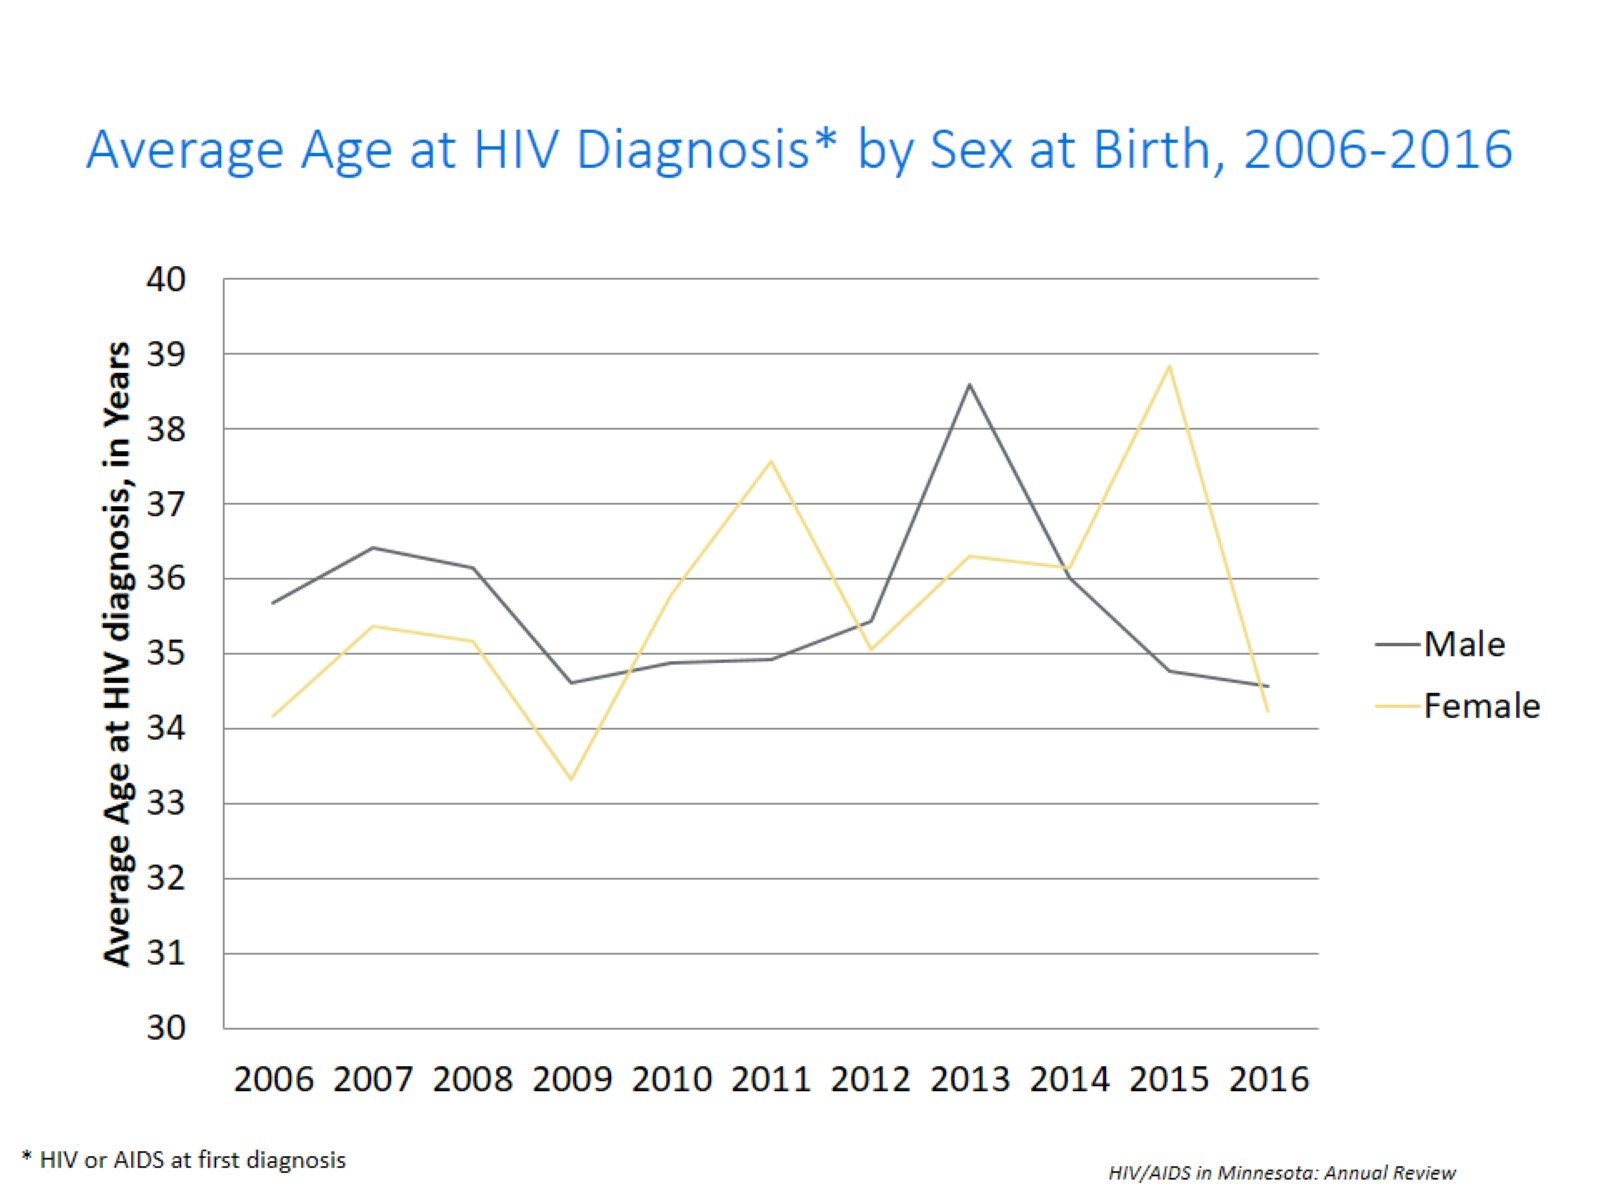 Average Age at HIV Diagnosis* by Sex at Birth, 2006-2016
Average Age at HIV diagnosis, in Years
40
39
38
37
36
35
34
33
32
31
30
2006 2007 2008 2009 2010 2011 2012 2013 2014 2015 2016
Male
Female
* HIV or AIDS at first diagnosis
HIV/AIDS in Minnesota: Annual Review